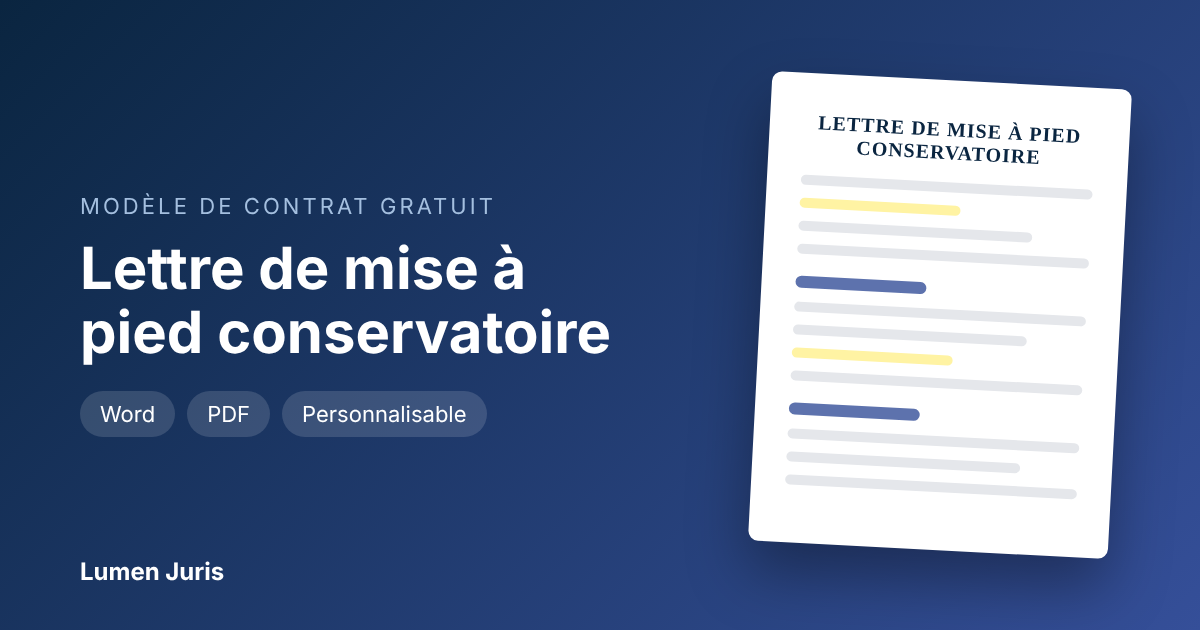 MODÈLE DE CONTRAT GRATUIT
Lettre de mise à
pied conservatoire
Word
PDF
Personnalisable
Lumen Juris
LETTRE DE MISE À PIED
CONSERVATOIRE